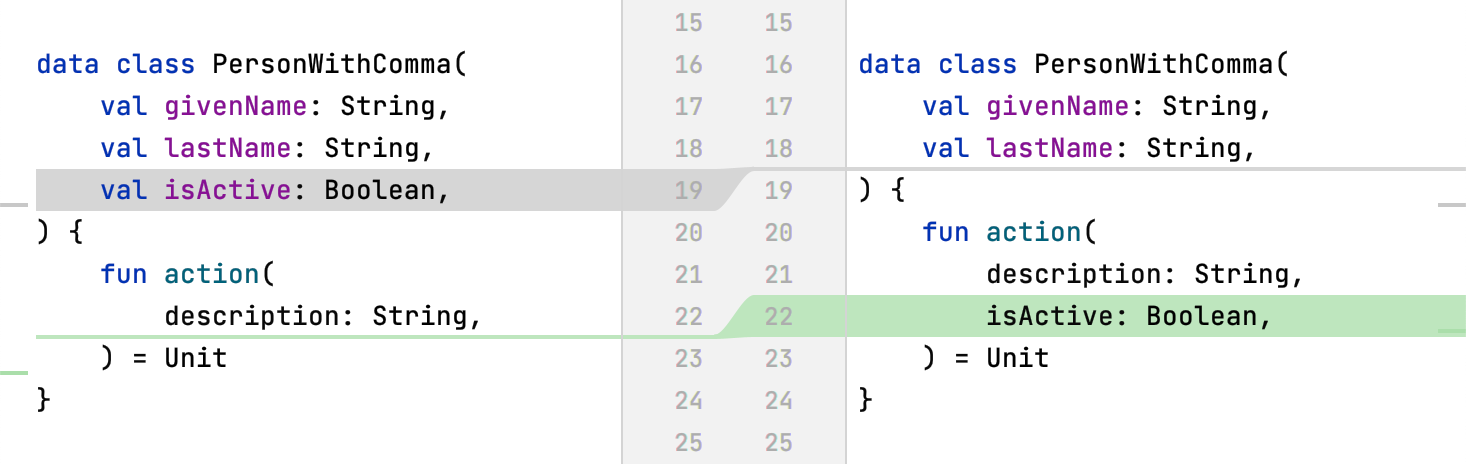 15 15
data class PersonWithComma( 16 16 data class PersonWithComma(
    val givenName: String, 17 17     val givenName: String,
    val lastName: String, 18 18     val lastName: String,
    val isActive: Boolean, 19 19 ) {
) { 20 20     fun action(
    fun action( 21 21         description: String,
        description: String, 22 22         isActive: Boolean,
    ) = Unit 23 23     ) = Unit
} 24 24 }
25 25